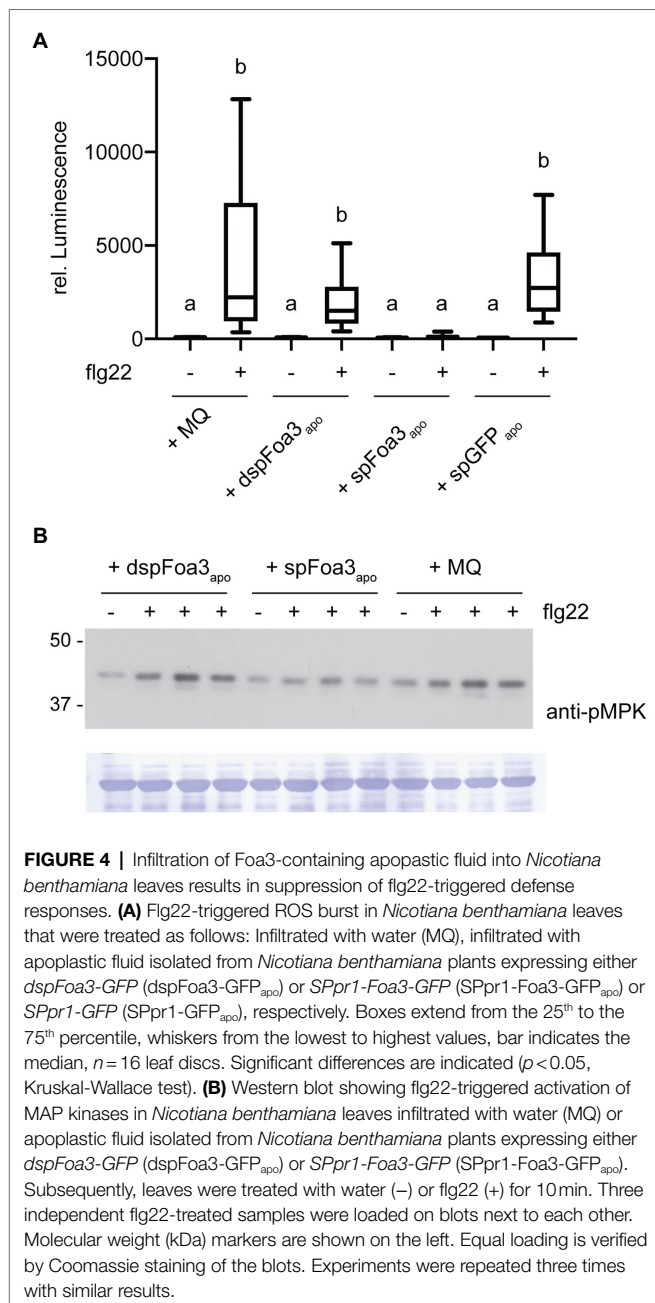 A
15000
b
b
10000
rel. Luminescence
b
5000
a
a
a
a
a
0
flg22
- + - + - + - +
+ MQ
+ dspFoa3apo
+ spFoa3apo
+ spGFPapo
B
+ dspFoa3apo + spFoa3apo + MQ
- + + + - + + + - + + + flg22
50 -
37 -
anti-pMPK
FIGURE 4 | Infiltration of Foa3-containing apopastic fluid into Nicotiana
benthamiana leaves results in suppression of flg22-triggered defense
responses. (A) Flg22-triggered ROS burst in Nicotiana benthamiana leaves
that were treated as follows: Infiltrated with water (MQ), infiltrated with
apoplastic fluid isolated from Nicotiana benthamiana plants expressing either
dspFoa3-GFP (dspFoa3-GFPapo) or SPpr1-Foa3-GFP (SPpr1-Foa3-GFPapo) or
SPpr1-GFP (SPpr1-GFPapo), respectively. Boxes extend from the 25th to the
75th percentile, whiskers from the lowest to highest values, bar indicates the
median, n = 16 leaf discs. Significant differences are indicated (p < 0.05,
Kruskal-Wallace test). (B) Western blot showing flg22-triggered activation of
MAP kinases in Nicotiana benthamiana leaves infiltrated with water (MQ) or
apoplastic fluid isolated from Nicotiana benthamiana plants expressing either
dspFoa3-GFP (dspFoa3-GFPapo) or SPpr1-Foa3-GFP (SPpr1-Foa3-GFPapo).
Subsequently, leaves were treated with water (−) or flg22 (+) for 10 min. Three
independent flg22-treated samples were loaded on blots next to each other.
Molecular weight (kDa) markers are shown on the left. Equal loading is verified
by Coomassie staining of the blots. Experiments were repeated three times
with similar results.